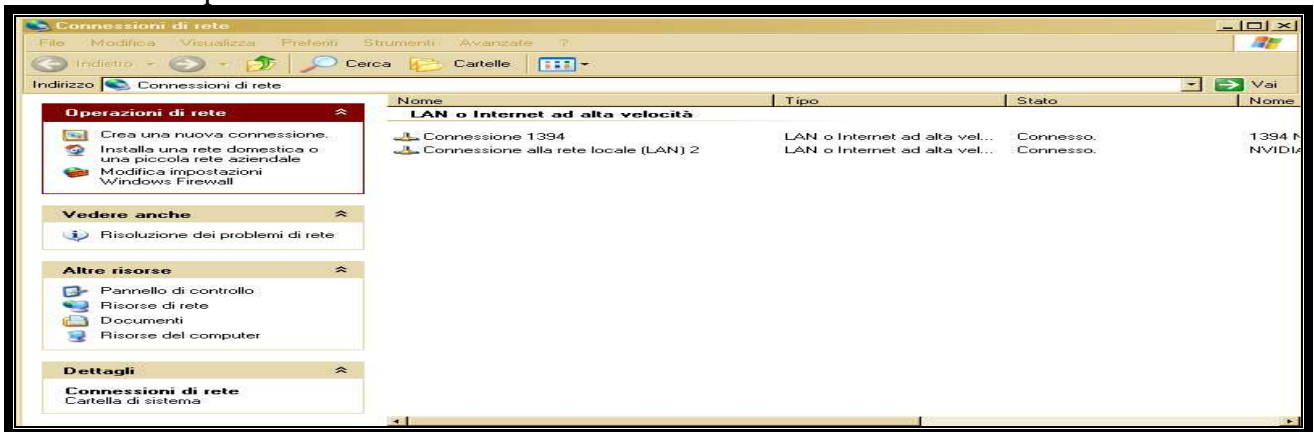 Connessioni di rete
File Modifica Visualizza Preferiti Strumenti Avanzate ?
Indietro Cerca Cartelle
Indirizzo Connessioni di rete Vai
Operazioni di rete
Crea una nuova connessione.
Installa una rete domestica o
una piccola rete aziendale
Modifica impostazioni
Windows Firewall
Vedere anche
Risoluzione dei problemi di rete
Altre risorse
Pannello di controllo
Risorse di rete
Documenti
Risorse del computer
Dettagli
Connessioni di rete
Cartella di sistema
Nome Tipo Stato Nome
LAN o Internet ad alta velocità
Connessione 1394 LAN o Internet ad alta vel... Connesso. 1394 N
Connessione alla rete locale (LAN) 2 LAN o Internet ad alta vel... Connesso. NVIDIA